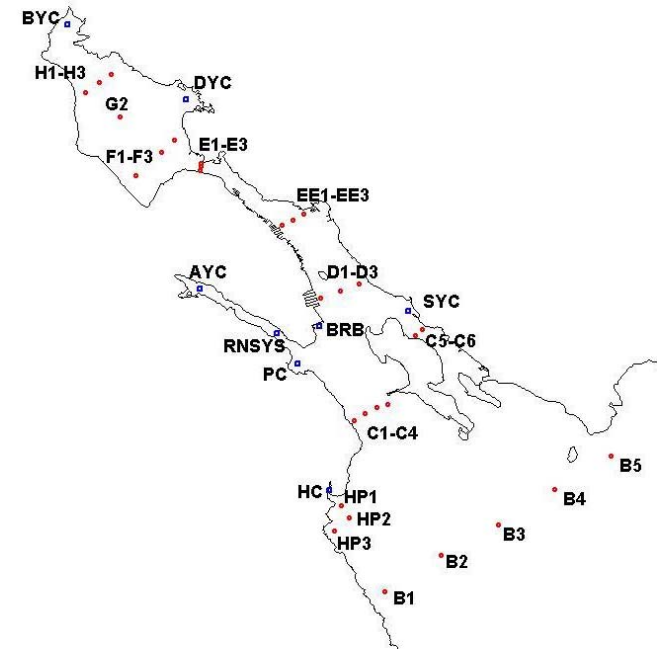 BYC
H1-H3
DYC
G2
E1-E3
F1-F3
EE1-EE3
AYC
D1-D3
SYC
BRB
RNSYS
C5-C6
PC
C1-C4
B5
HC
B4
HP1
HP2
B3
HP3
B2
B1